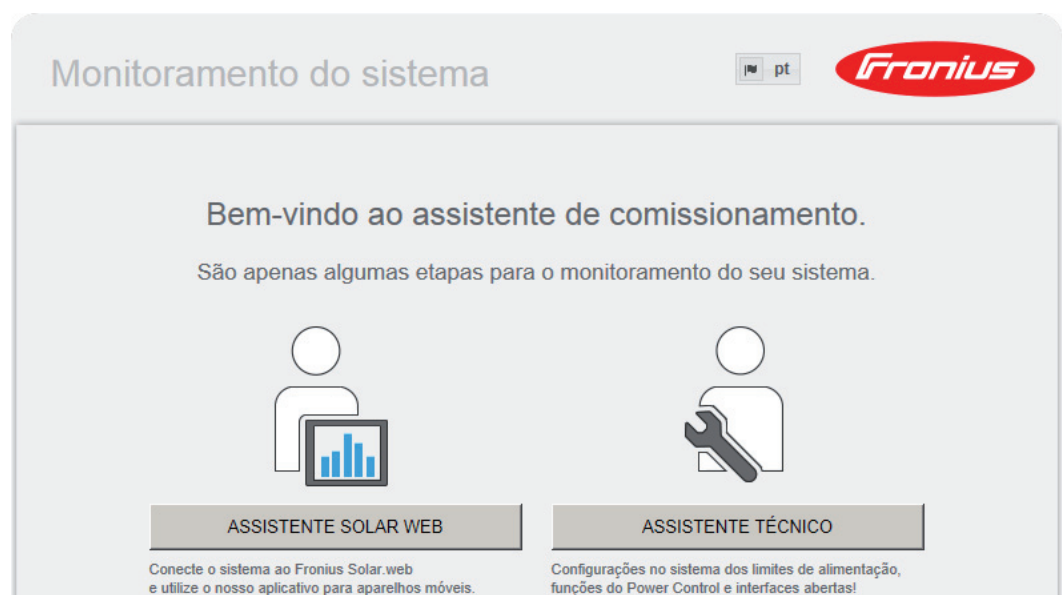 Monitoramento do sistema
pt
Fronius
Bem-vindo ao assistente de comissionamento.
São apenas algumas etapas para o monitoramento do seu sistema.
ASSISTENTE SOLAR WEB
Conecte o sistema ao Fronius Solar.web
e utilize o nosso aplicativo para aparelhos móveis.
ASSISTENTE TÉCNICO
Configurações no sistema dos limites de alimentação,
funções do Power Control e interfaces abertas!